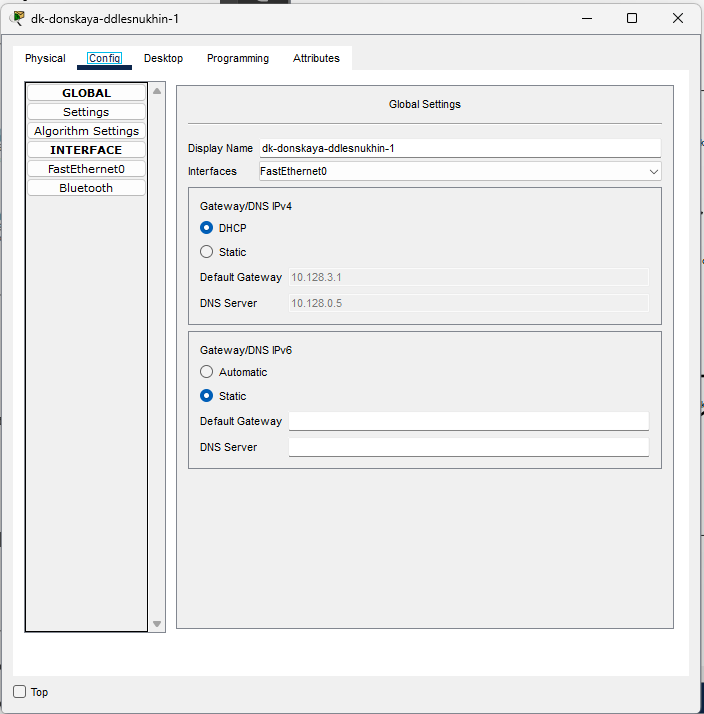 dk-donskaya-ddlesnukhin-1
Physical Config Desktop Programming Attributes
GLOBAL
Settings
Algorithm Settings
INTERFACE
FastEthernet0
Bluetooth
Global Settings
Display Name dk-donskaya-ddlesnukhin-1
Interfaces FastEthernet0
Gateway/DNS IPv4
DHCP
Static
Default Gateway 10.128.3.1
DNS Server 10.128.0.5
Gateway/DNS IPv6
Automatic
Static
Default Gateway
DNS Server
Top